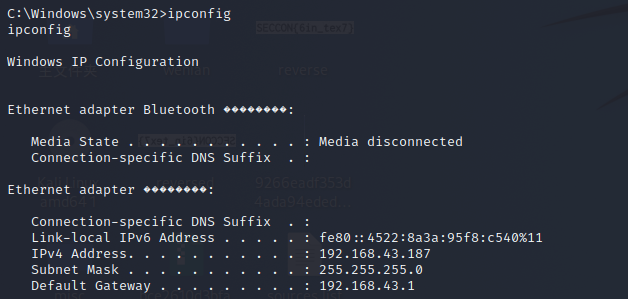 C:\Windows\system32>ipconfig
ipconfig
Windows IP Configuration
Ethernet adapter Bluetooth ��������:
Media State . . . . . . . . . . . : Media disconnected
Connection-specific DNS Suffix . :
Ethernet adapter ��������:
Connection-specific DNS Suffix . :
Link-local IPv6 Address . . . . . : fe80::4522:8a3a:95f8:c540%11
IPv4 Address. . . . . . . . . . . : 192.168.43.187
Subnet Mask . . . . . . . . . . . : 255.255.255.0
Default Gateway . . . . . . . . . : 192.168.43.1